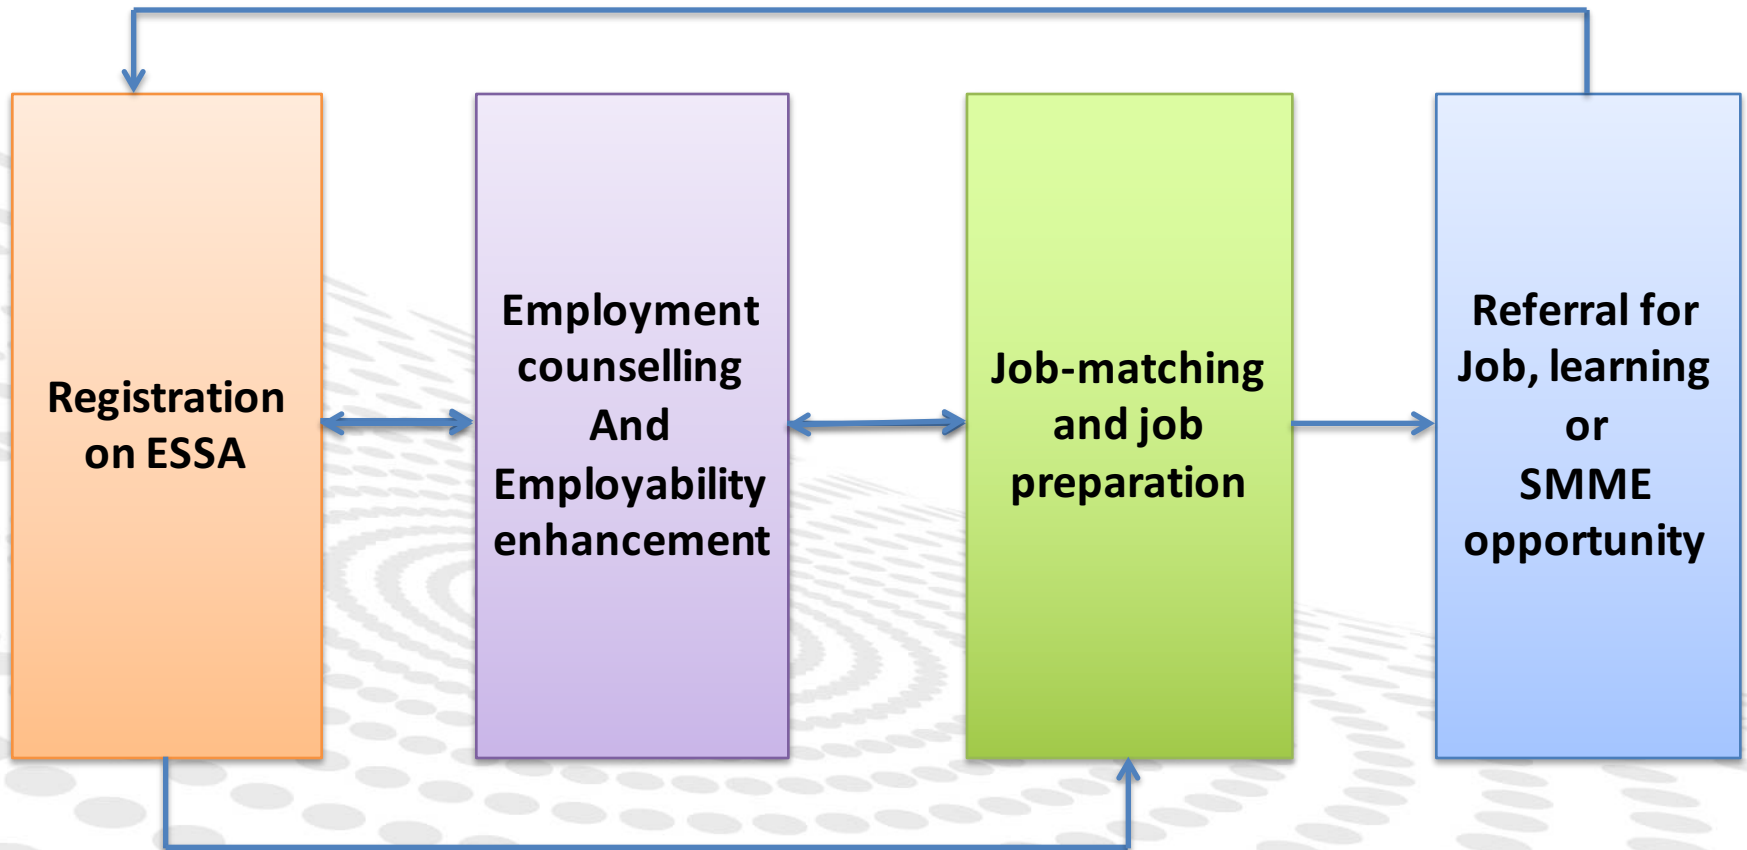 Registration
on ESSA
Employment
counselling
And
Employability
enhancement
Job-matching
and job
preparation
Referral for
Job, learning
or
SMME
opportunity